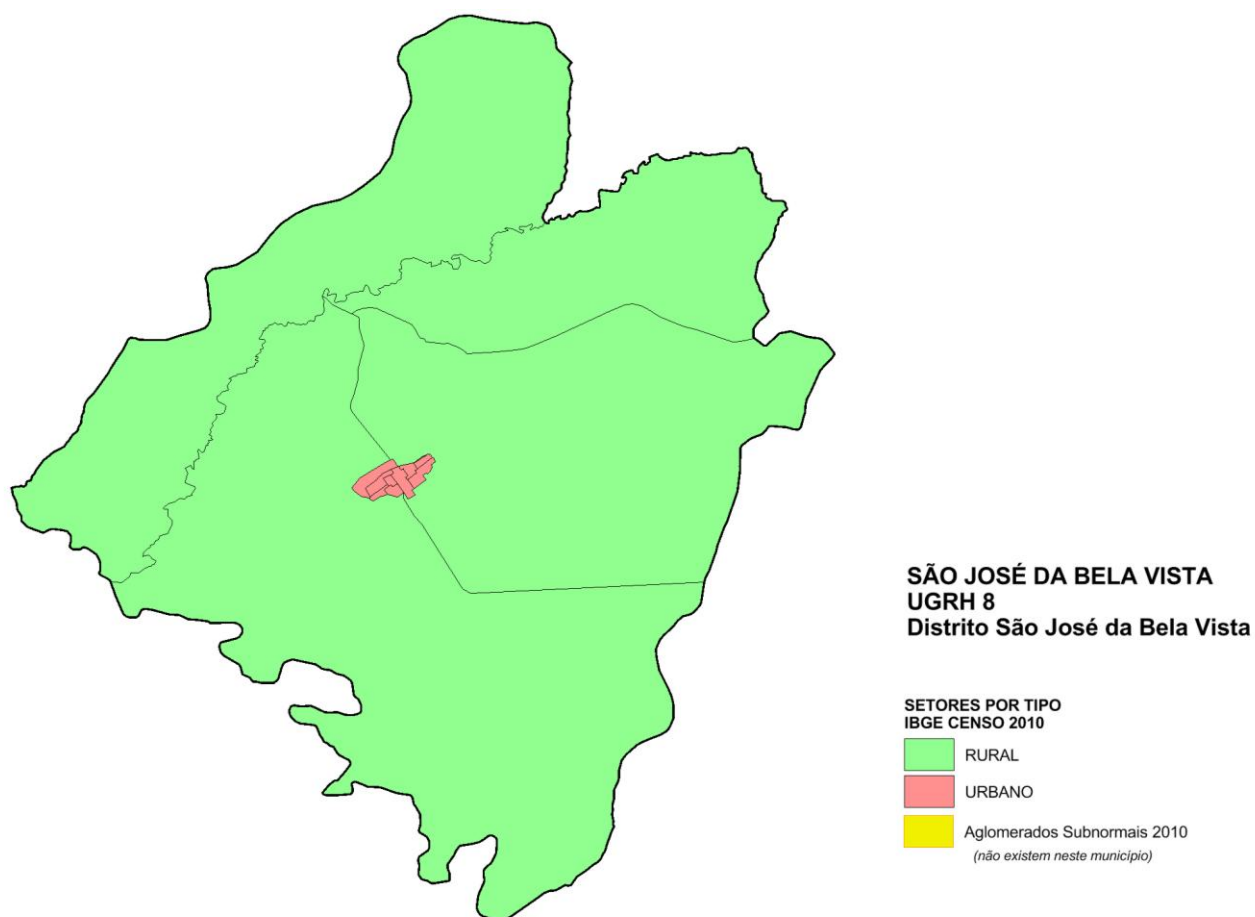 SÃO JOSÉ DA BELA VISTA
UGRH 8
Distrito São José da Bela Vista
SETORES POR TIPO
IBGE CENSO 2010
RURAL
URBANO
Aglomerados Subnormais 2010
(não existem neste município)